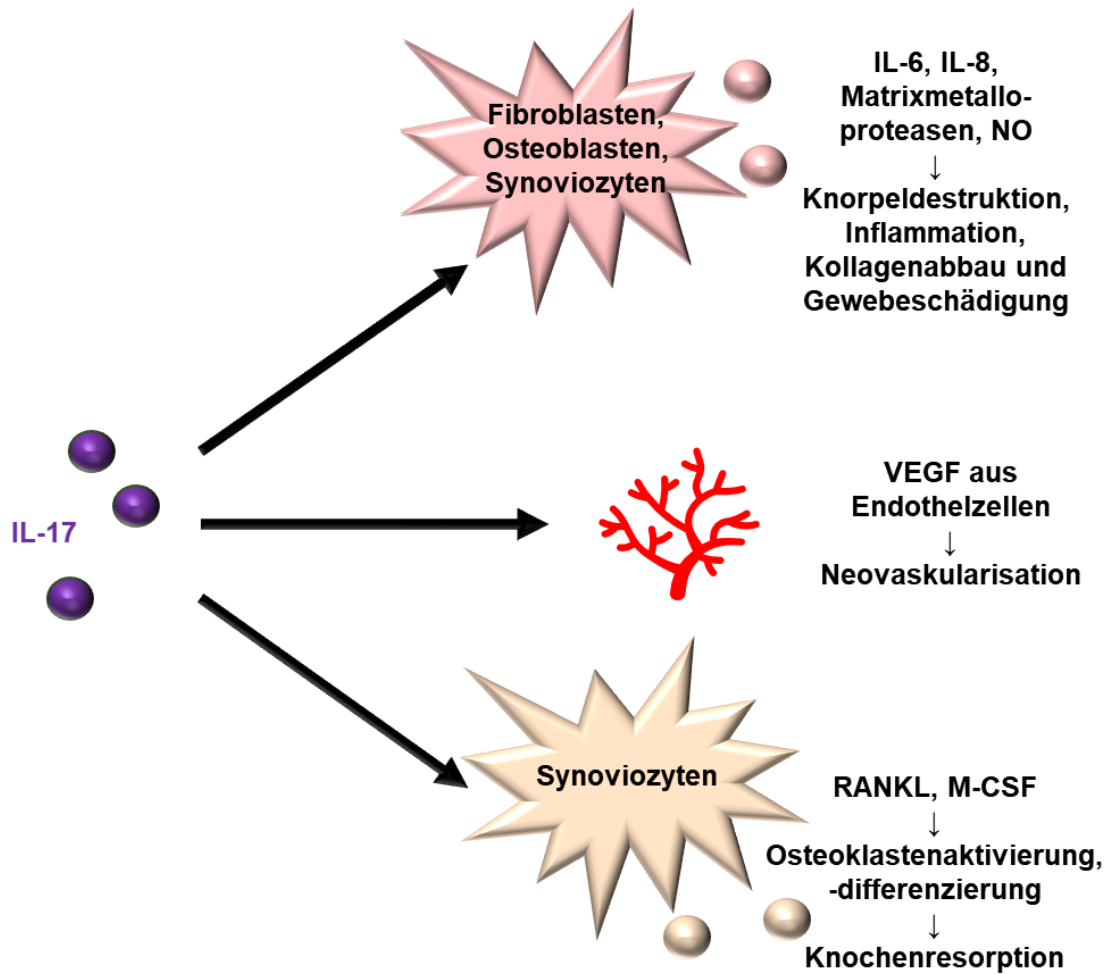 IL-17
Fibroblasten,
Osteoblasten,
Synoviozyten
IL-6, IL-8,
Matrixmetallo-
proteasen, NO
↓
Knorpeldestruktion,
Inflammation,
Kollagenabbau und
Gewebeschädigung
VEGF aus
Endothelzellen
↓
Neovaskularisation
Synoviozyten
RANKL, M-CSF
↓
Osteoklastenaktivierung,
-differenzierung
↓
Knochenresorption